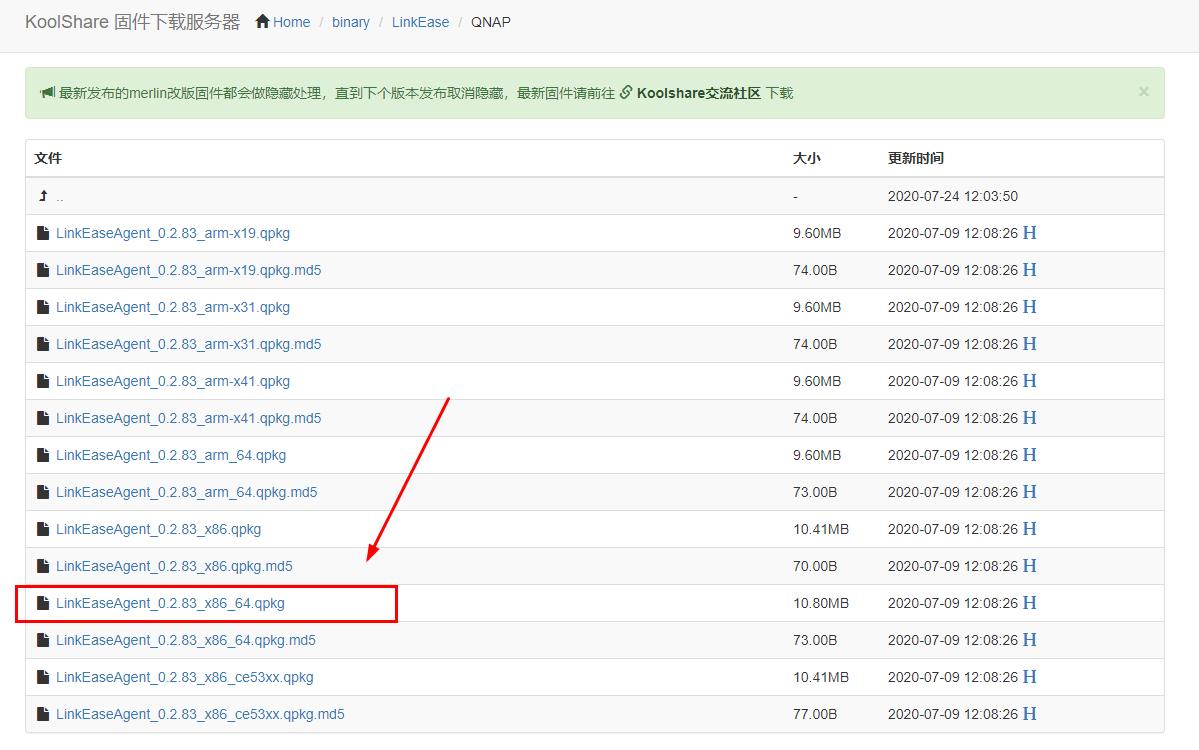 KoolShare 固件下载服务器 Home / binary / LinkEase / QNAP
最新发布的merlin改版固件都会做隐藏处理，直到下个版本发布取消隐藏，最新固件请前往 Koolshare交流社区 下载 ×
文件 大小 更新时间
.. - 2020-07-24 12:03:50
LinkEaseAgent_0.2.83_arm-x19.qpkg 9.60MB 2020-07-09 12:08:26 H
LinkEaseAgent_0.2.83_arm-x19.qpkg.md5 74.00B 2020-07-09 12:08:26 H
LinkEaseAgent_0.2.83_arm-x31.qpkg 9.60MB 2020-07-09 12:08:26 H
LinkEaseAgent_0.2.83_arm-x31.qpkg.md5 74.00B 2020-07-09 12:08:26 H
LinkEaseAgent_0.2.83_arm-x41.qpkg 9.60MB 2020-07-09 12:08:26 H
LinkEaseAgent_0.2.83_arm-x41.qpkg.md5 74.00B 2020-07-09 12:08:26 H
LinkEaseAgent_0.2.83_arm_64.qpkg 9.60MB 2020-07-09 12:08:26 H
LinkEaseAgent_0.2.83_arm_64.qpkg.md5 73.00B 2020-07-09 12:08:26 H
LinkEaseAgent_0.2.83_x86.qpkg 10.41MB 2020-07-09 12:08:26 H
LinkEaseAgent_0.2.83_x86.qpkg.md5 70.00B 2020-07-09 12:08:26 H
LinkEaseAgent_0.2.83_x86_64.qpkg 10.80MB 2020-07-09 12:08:26 H
LinkEaseAgent_0.2.83_x86_64.qpkg.md5 73.00B 2020-07-09 12:08:26 H
LinkEaseAgent_0.2.83_x86_ce53xx.qpkg 10.41MB 2020-07-09 12:08:26 H
LinkEaseAgent_0.2.83_x86_ce53xx.qpkg.md5 77.00B 2020-07-09 12:08:26 H